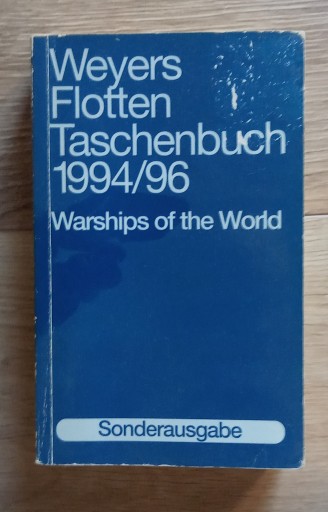 Weyers
Flotten
Taschenbuch
1994/96
Warships of the World
Sonderausgabe